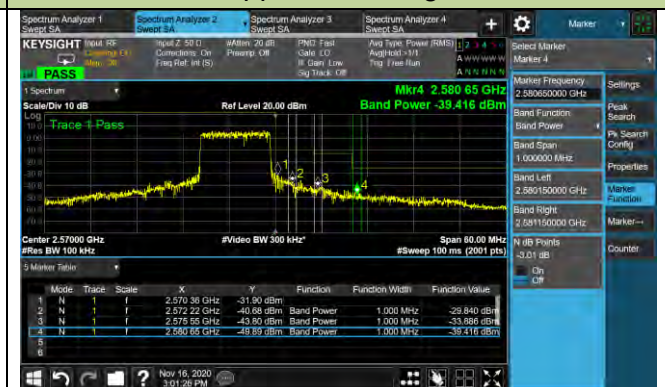 Spectrum Analyzer 1
Swept SA
Spectrum Analyzer 2
Swept SA
Spectrum Analyzer 3
Swept SA
Spectrum Analyzer 4
Swept SA
+
Marker
KEYSIGHT
Input: RF
Input Z: 50 Ω
Corrections: On
Freq Ref: Int (S)
#Atten: 20 dB
Preamp: Off
PNO: Fast
Gate: LO
IF Gain: Low
Sig Track: Off
Avg Type: Power (RMS)
Avg|Hold:>1/1
Trig: Free Run
1 2 3 4 5 6
A W W W W W
A N N N N N
PASS
Select Marker
Marker 4
1 Spectrum
Scale/Div 10 dB
Ref Level 20.00 dBm
Mkr4 2.580 65 GHz
Band Power -39.416 dBm
Log
Trace 1 Pass
1
2
3
4
Center 2.57000 GHz
#Res BW 100 kHz
#Video BW 300 kHz*
Span 60.00 MHz
#Sweep 100 ms (2001 pts)
5 Marker Table
Mode Trace Scale X Y Function Function Width Function Value
1 N 1 f 2.570 36 GHz -31.90 dBm
2 N 1 f 2.572 22 GHz -40.68 dBm Band Power 1.000 MHz -29.840 dBm
3 N 1 f 2.575 55 GHz -43.80 dBm Band Power 1.000 MHz -33.886 dBm
4 N 1 f 2.580 65 GHz -49.89 dBm Band Power 1.000 MHz -39.416 dBm
5
6
Marker Frequency
2.580650000 GHz
Band Function
Band Power
Band Span
1.000000 MHz
Band Left
2.580150000 GHz
Band Right
2.581150000 GHz
N dB Points
-3.01 dB
On
Off
Settings
Peak
Search
Pk Search
Config
Properties
Marker
Function
Marker→
Counter
?
Nov 16, 2020
3:01:26 PM